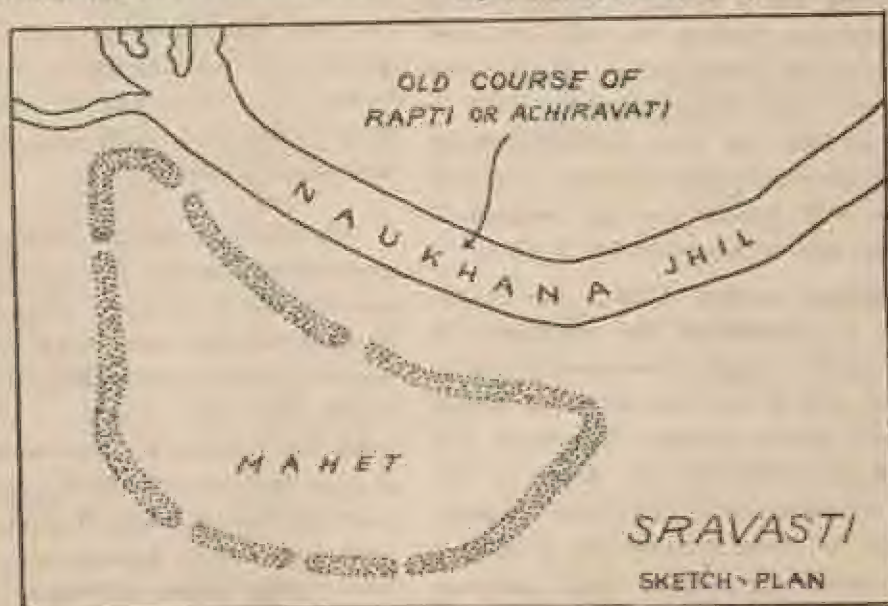 OLD COURSE OF
RAPTI OR ACHIRAVATI
NAUKHANA JHIL
MAHET
SRAVASTI
SKETCH-PLAN